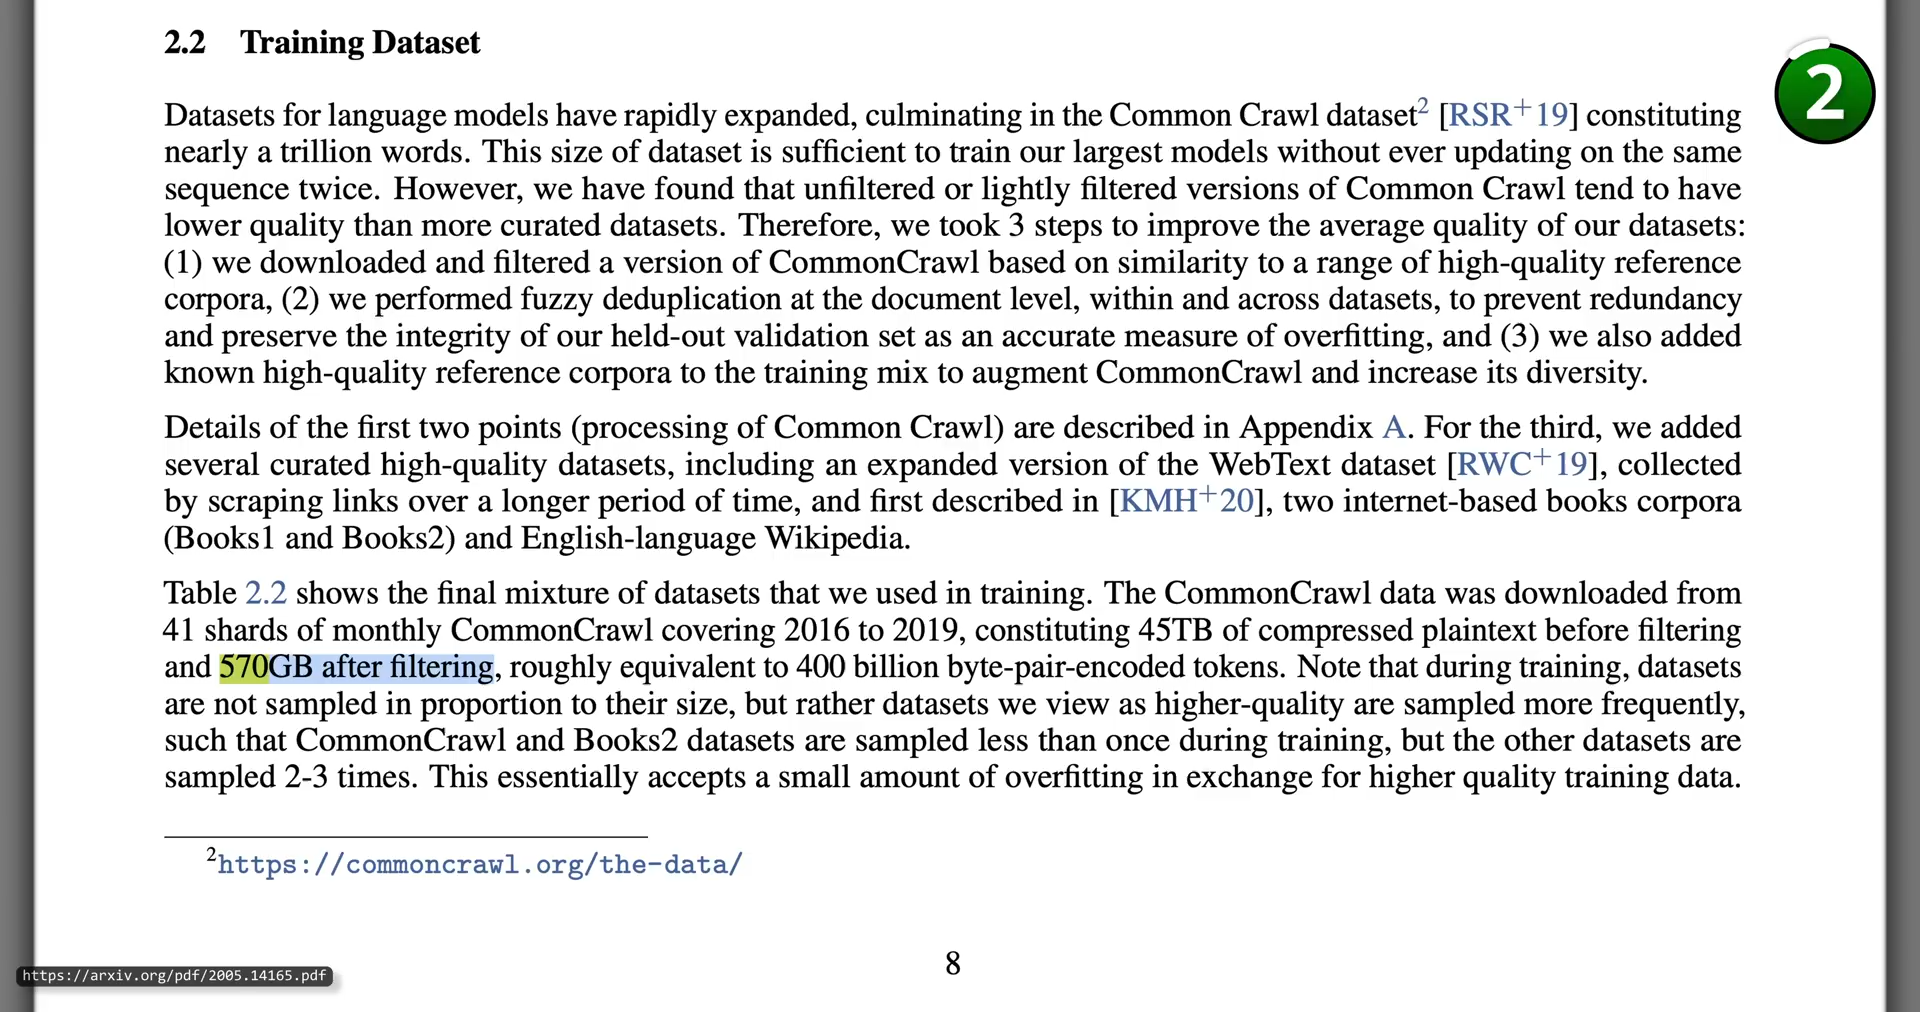 2.2 Training Dataset
2
Datasets for language models have rapidly expanded, culminating in the Common Crawl dataset2 [RSR+19] constituting
nearly a trillion words. This size of dataset is sufficient to train our largest models without ever updating on the same
sequence twice. However, we have found that unfiltered or lightly filtered versions of Common Crawl tend to have
lower quality than more curated datasets. Therefore, we took 3 steps to improve the average quality of our datasets:
(1) we downloaded and filtered a version of CommonCrawl based on similarity to a range of high-quality reference
corpora, (2) we performed fuzzy deduplication at the document level, within and across datasets, to prevent redundancy
and preserve the integrity of our held-out validation set as an accurate measure of overfitting, and (3) we also added
known high-quality reference corpora to the training mix to augment CommonCrawl and increase its diversity.
Details of the first two points (processing of Common Crawl) are described in Appendix A. For the third, we added
several curated high-quality datasets, including an expanded version of the WebText dataset [RWC+19], collected
by scraping links over a longer period of time, and first described in [KMH+20], two internet-based books corpora
(Books1 and Books2) and English-language Wikipedia.
Table 2.2 shows the final mixture of datasets that we used in training. The CommonCrawl data was downloaded from
41 shards of monthly CommonCrawl covering 2016 to 2019, constituting 45TB of compressed plaintext before filtering
and 570GB after filtering, roughly equivalent to 400 billion byte-pair-encoded tokens. Note that during training, datasets
are not sampled in proportion to their size, but rather datasets we view as higher-quality are sampled more frequently,
such that CommonCrawl and Books2 datasets are sampled less than once during training, but the other datasets are
sampled 2-3 times. This essentially accepts a small amount of overfitting in exchange for higher quality training data.
2https://commoncrawl.org/the-data/
8
https://arxiv.org/pdf/2005.14165.pdf